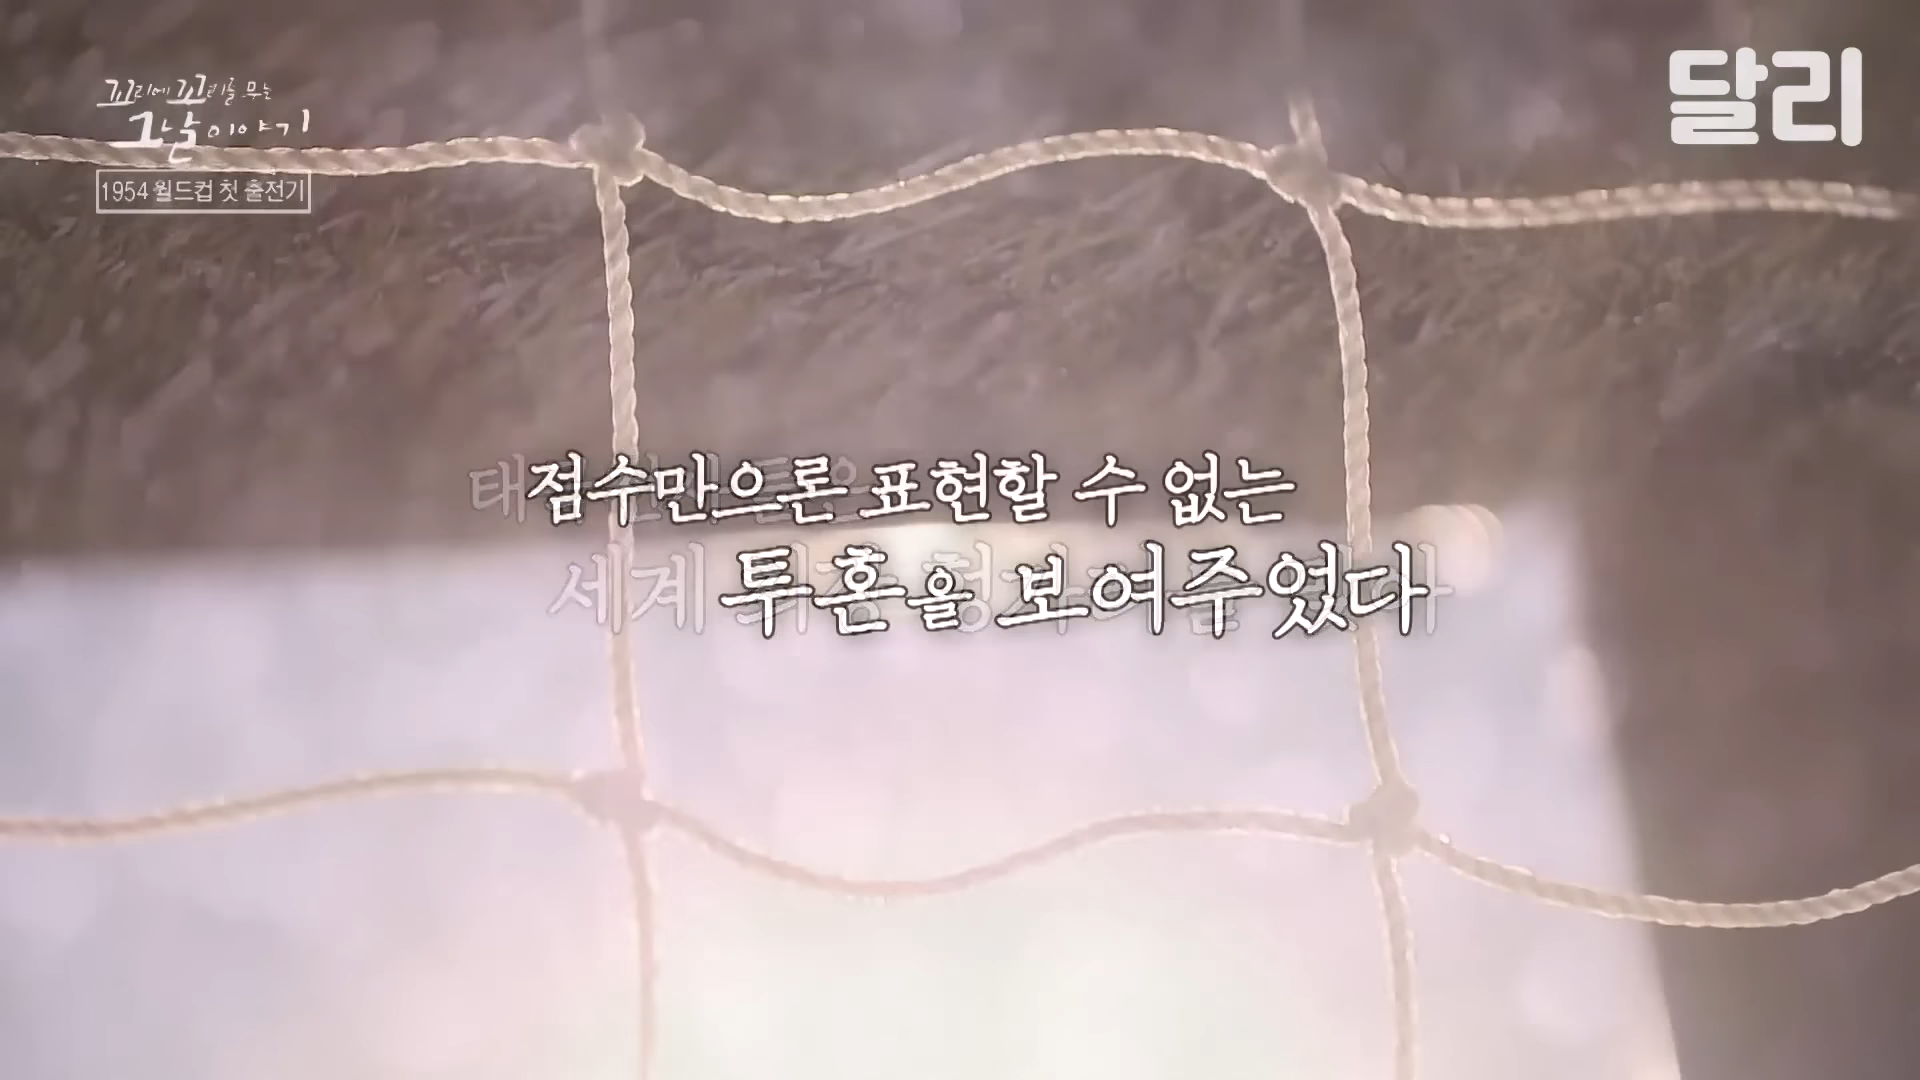 꼬리에 꼬리를 무는
그날 이야기
1954 월드컵 첫 출전기
달리
점수만으론 표현할 수 없는
투혼을 보여주었다
세계